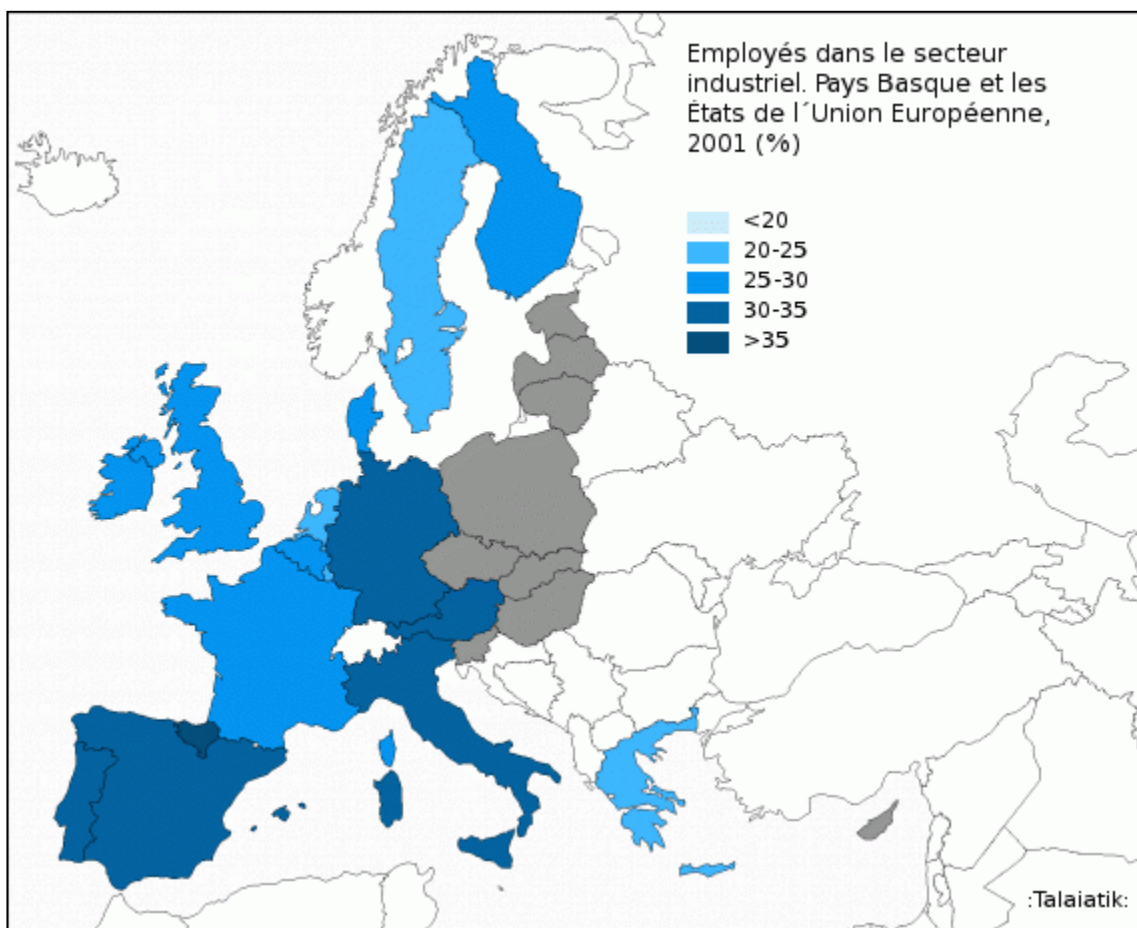 Employés dans le secteur
industriel. Pays Basque et les
États de l´Union Européenne,
2001 (%)
<20
20-25
25-30
30-35
>35
:Talaiatik: